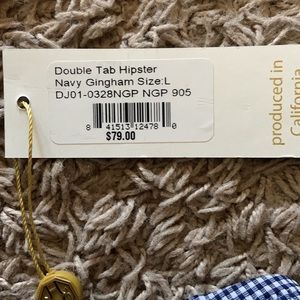 Double Tab Hipster
Navy Gingham Size:L
DJ01-0328NGP NGP 905
8 41513 12478 0
$79.00
produced in
California